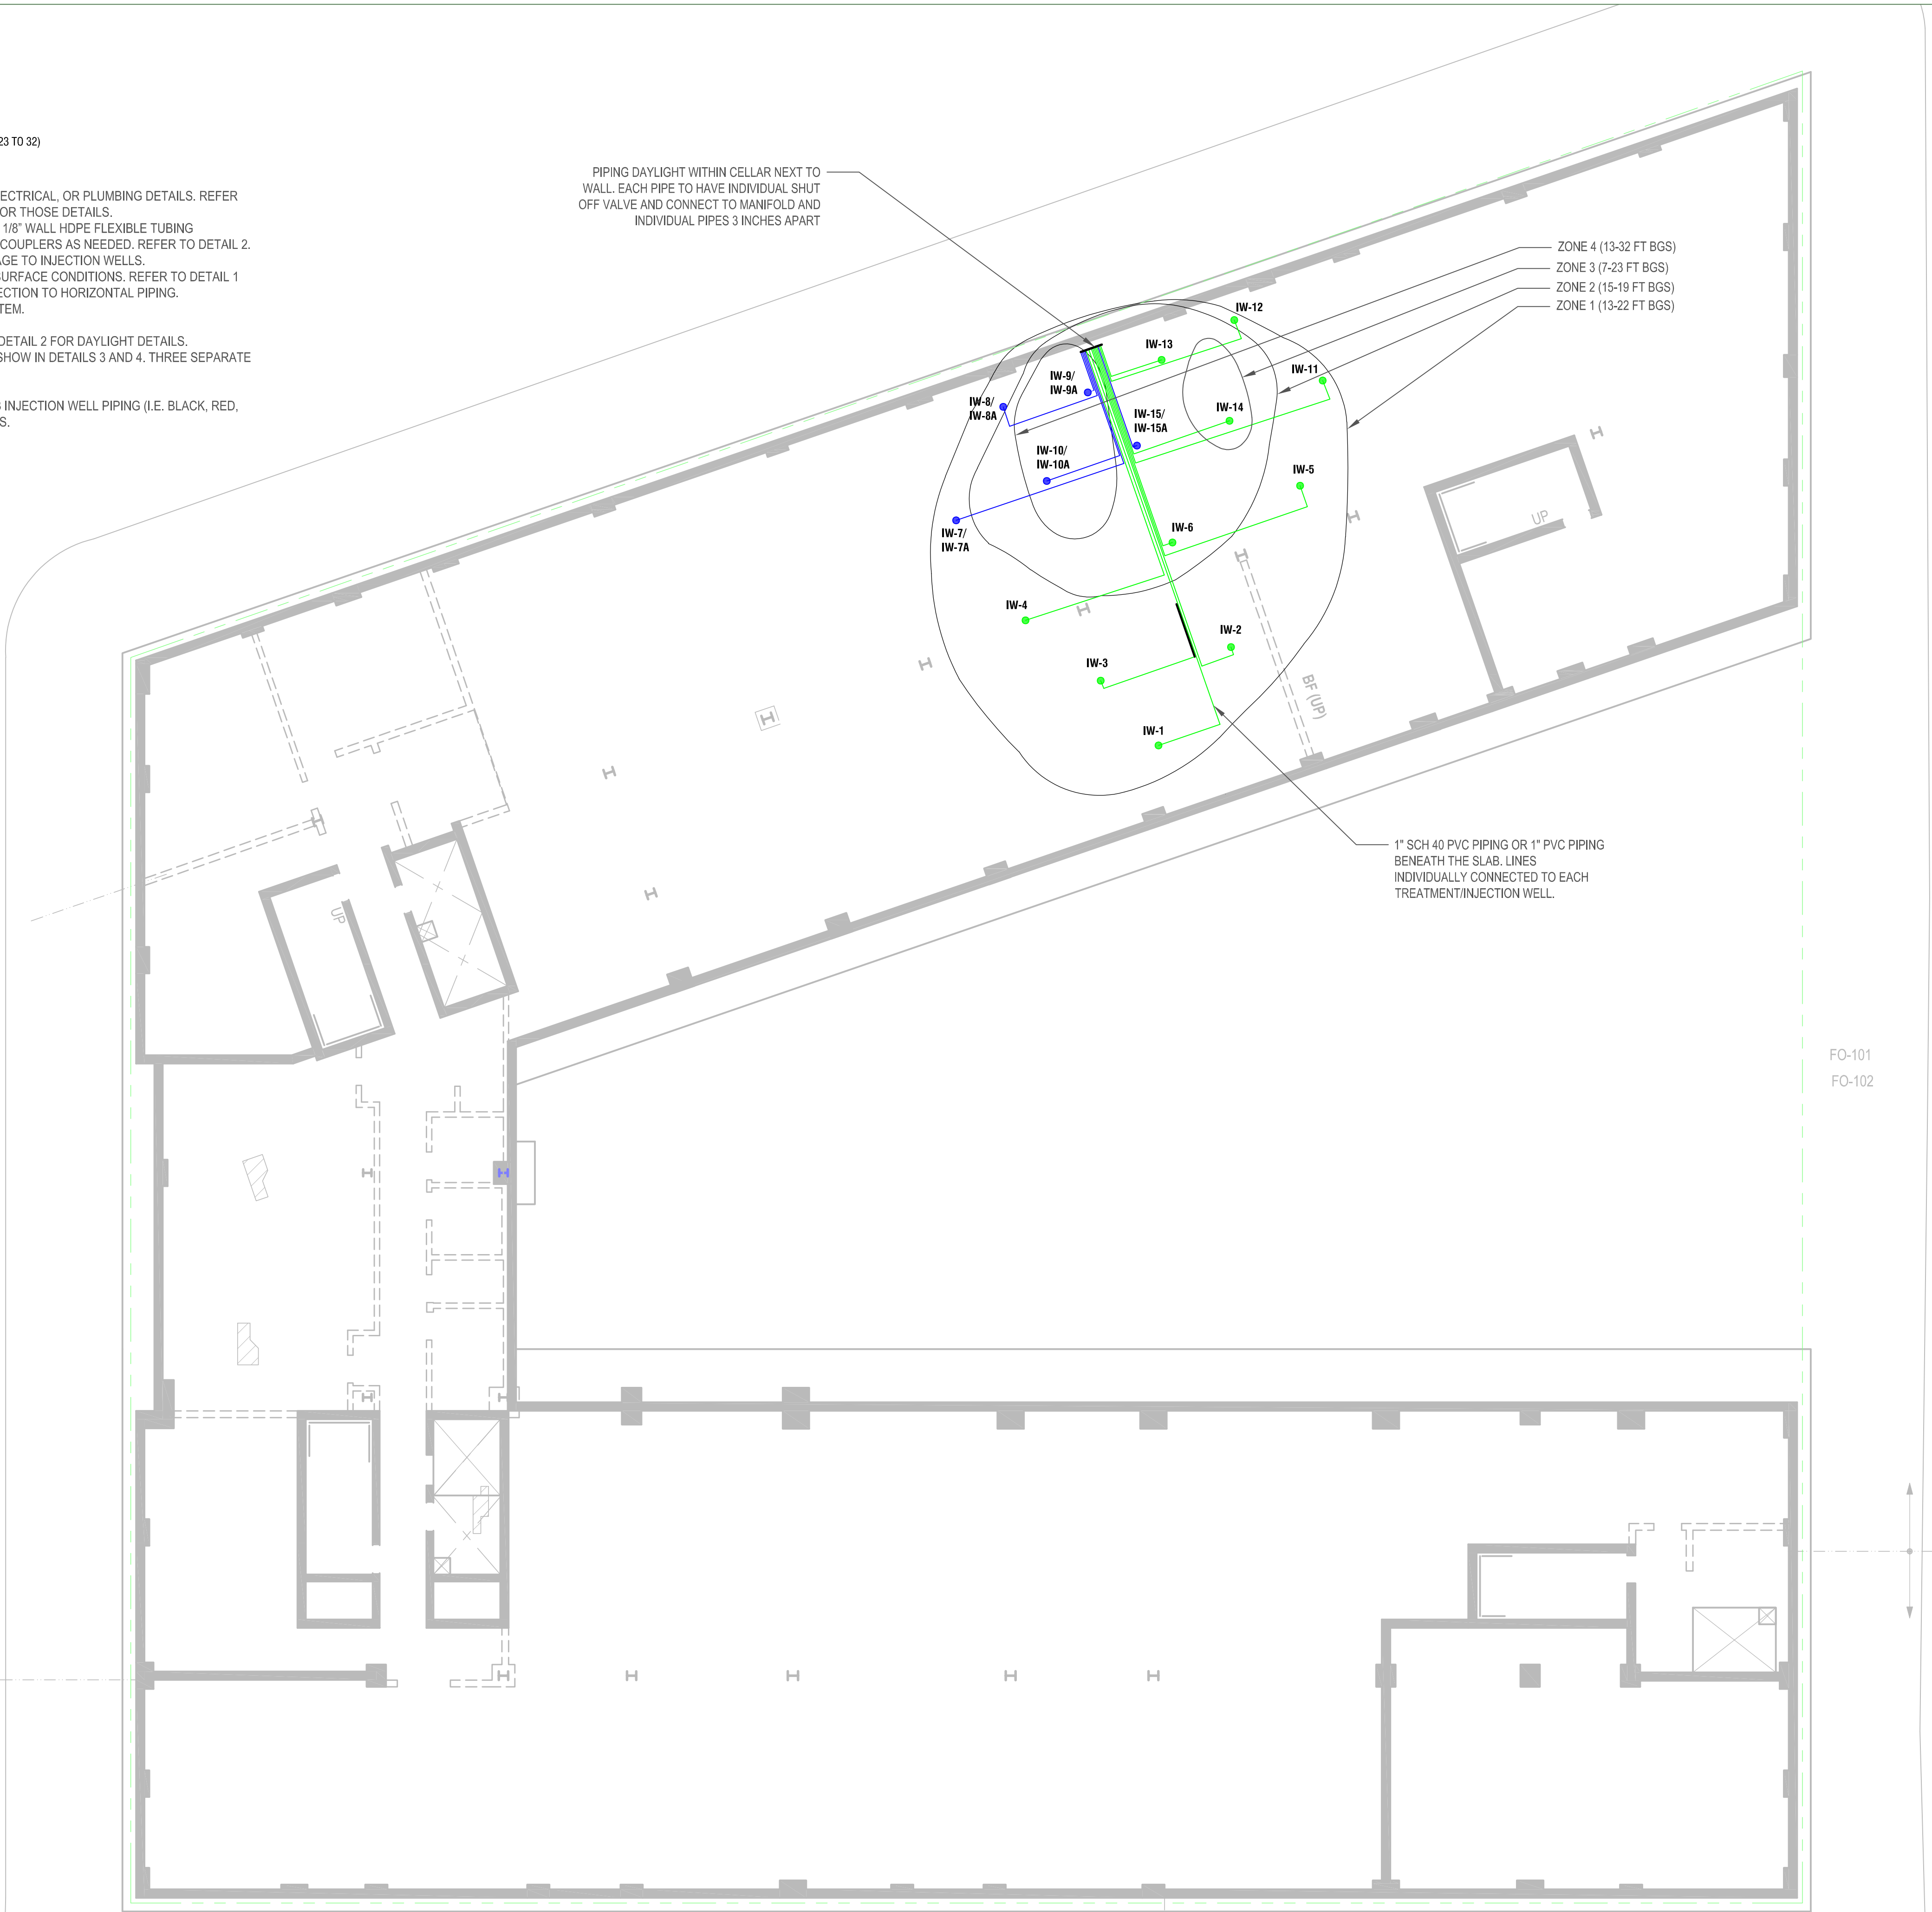 23 TO 32)
ECTRICAL, OR PLUMBING DETAILS. REFER
OR THOSE DETAILS.
1/8" WALL HDPE FLEXIBLE TUBING
COUPLERS AS NEEDED. REFER TO DETAIL 2.
AGE TO INJECTION WELLS.
SURFACE CONDITIONS. REFER TO DETAIL 1
ECTION TO HORIZONTAL PIPING.
TEM.
DETAIL 2 FOR DAYLIGHT DETAILS.
SHOW IN DETAILS 3 AND 4. THREE SEPARATE
INJECTION WELL PIPING (I.E. BLACK, RED,
S.
PIPING DAYLIGHT WITHIN CELLAR NEXT TO
WALL. EACH PIPE TO HAVE INDIVIDUAL SHUT
OFF VALVE AND CONNECT TO MANIFOLD AND
INDIVIDUAL PIPES 3 INCHES APART
ZONE 4 (13-32 FT BGS)
ZONE 3 (7-23 FT BGS)
ZONE 2 (15-19 FT BGS)
ZONE 1 (13-22 FT BGS)
IW-12
IW-13
IW-11
IW-9/
IW-9A
IW-8/
IW-8A
IW-14
IW-15/
IW-15A
IW-10/
IW-10A
IW-5
IW-7/
IW-7A
IW-6
UP
IW-4
IW-2
IW-3
BF (UP)
IW-1
1" SCH 40 PVC PIPING OR 1" PVC PIPING
BENEATH THE SLAB. LINES
INDIVIDUALLY CONNECTED TO EACH
TREATMENT/INJECTION WELL.
UP
FO-101
FO-102